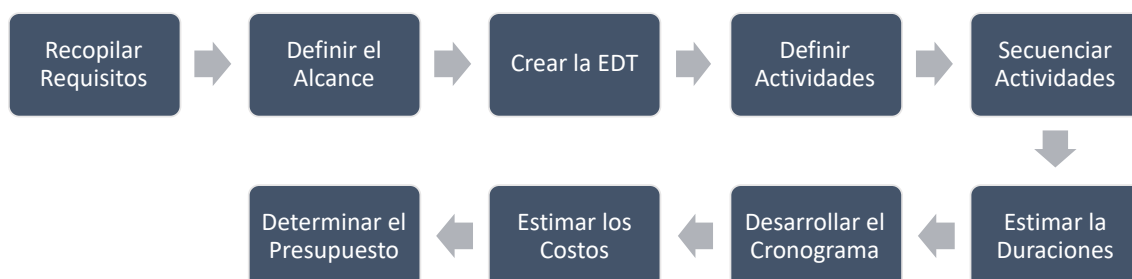 Recopilar
Requisitos
Definir el
Alcance
Crear la EDT
Definir
Actividades
Secuenciar
Actividades
Estimar la
Duraciones
Desarrollar el
Cronograma
Estimar los
Costos
Determinar el
Presupuesto